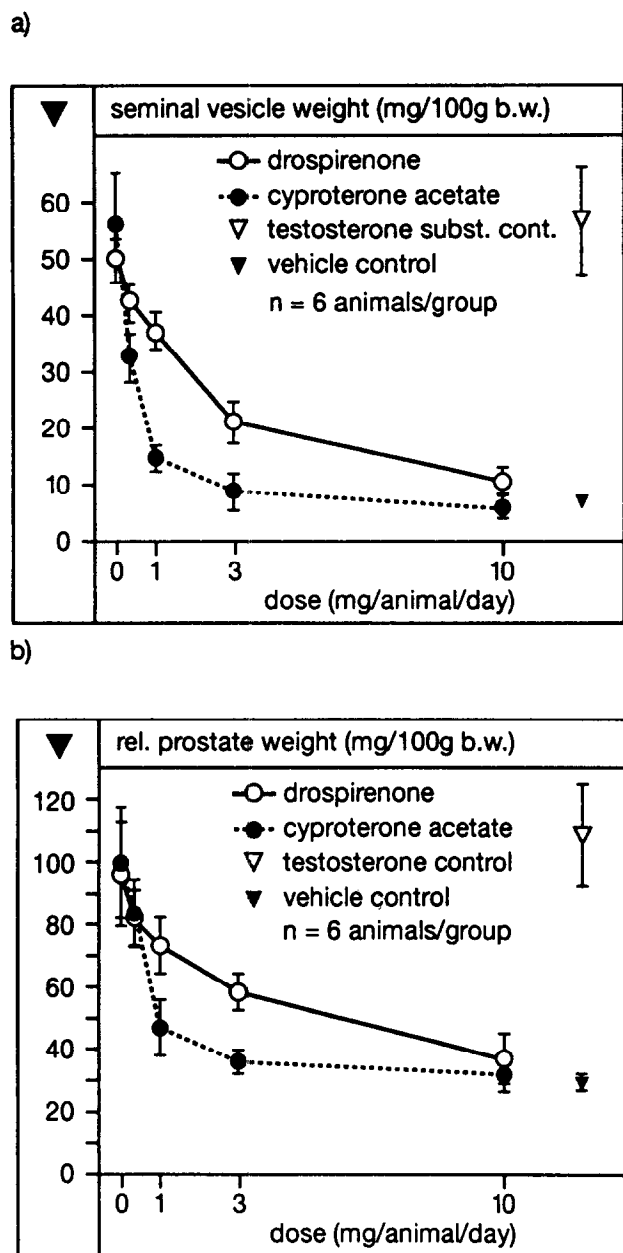 a)
seminal vesicle weight (mg/100g b.w.)
drospirenone
cyproterone acetate
testosterone subst. cont.
vehicle control
n = 6 animals/group
60
50
40
30
20
10
0
0 1 3 10
dose (mg/animal/day)
b)
rel. prostate weight (mg/100g b.w.)
drospirenone
cyproterone acetate
testosterone control
vehicle control
n = 6 animals/group
120
100
80
60
40
20
0
0 1 3 10
dose (mg/animal/day)